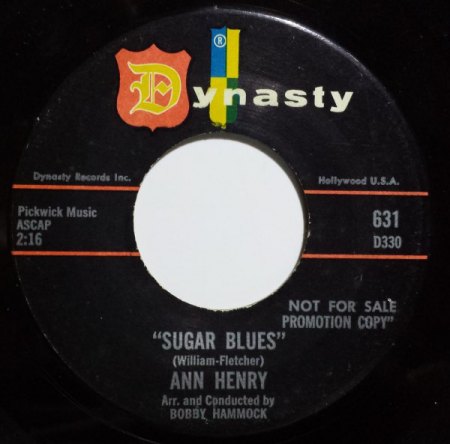 ®
Dynasty
Dynasty Records Inc.
Hollywood U.S.A.
Pickwick Music
ASCAP
2:16
631
D330
NOT FOR SALE
PROMOTION COPY"
"SUGAR BLUES"
(William-Fletcher)
ANN HENRY
Arr. and Conducted by
BOBBY HAMMOCK